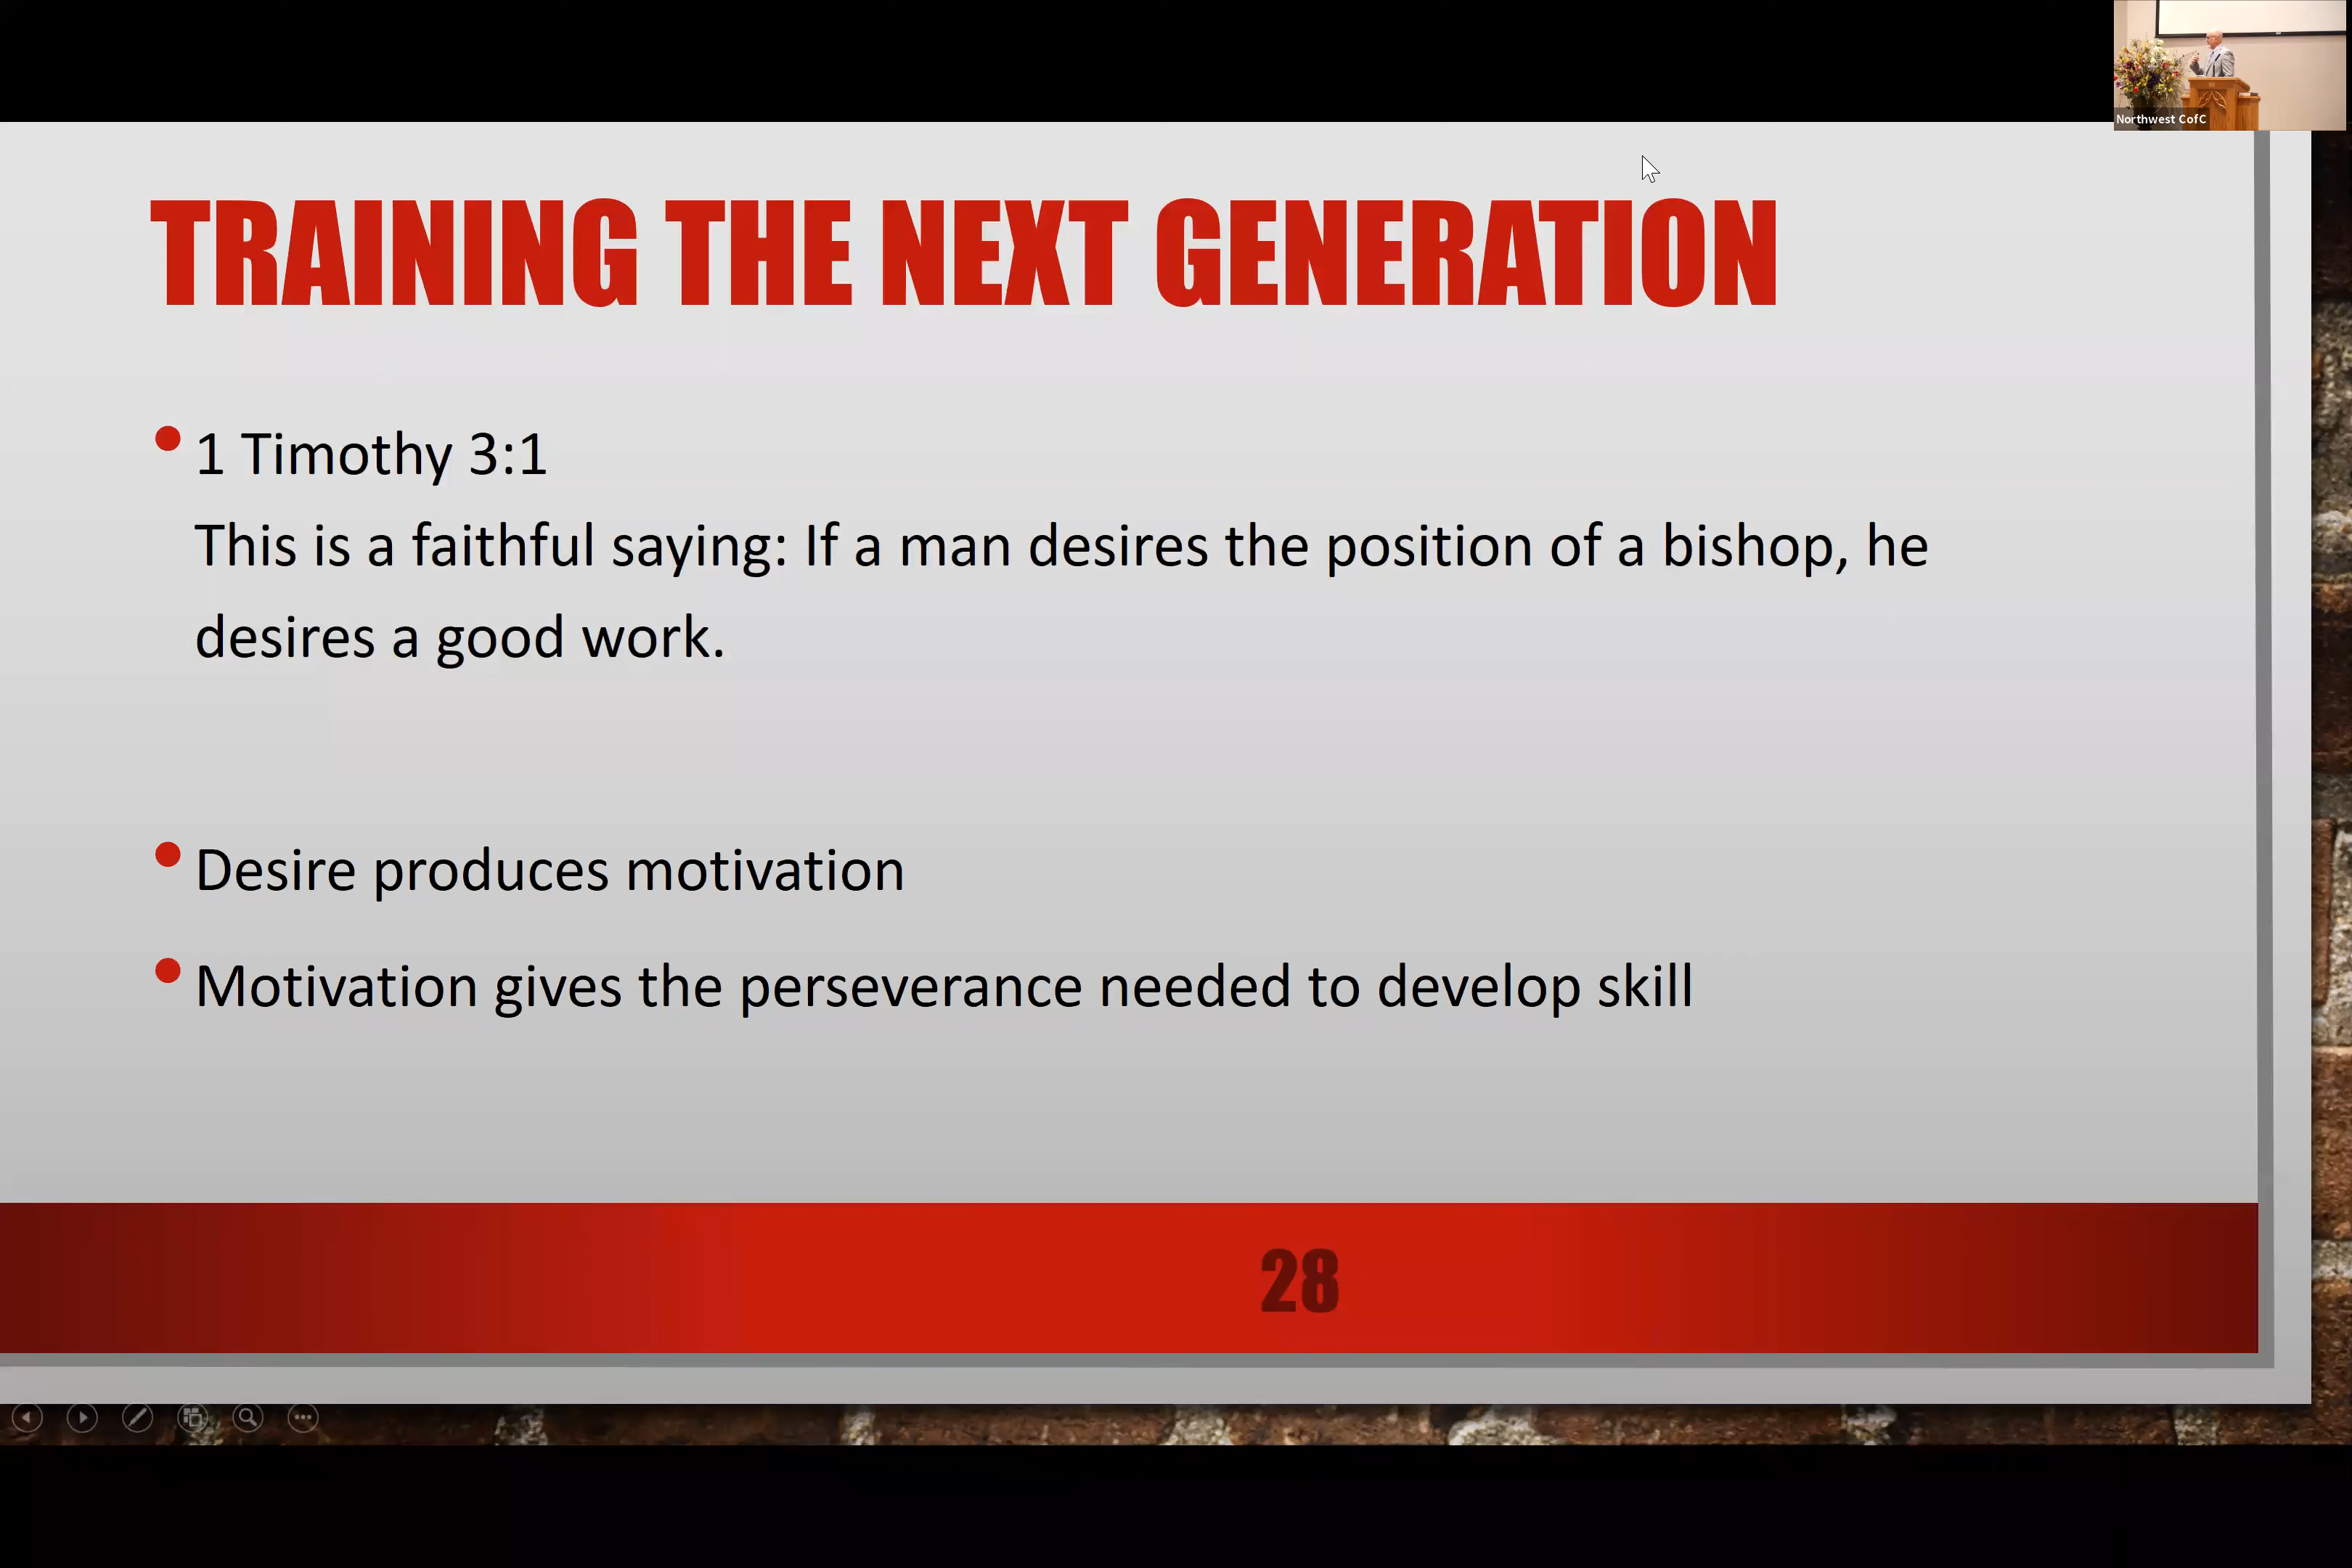 Northwest CofC
TRAINING THE NEXT GENERATION
1 Timothy 3:1
This is a faithful saying: If a man desires the position of a bishop, he
desires a good work.
Desire produces motivation
Motivation gives the perseverance needed to develop skill
28